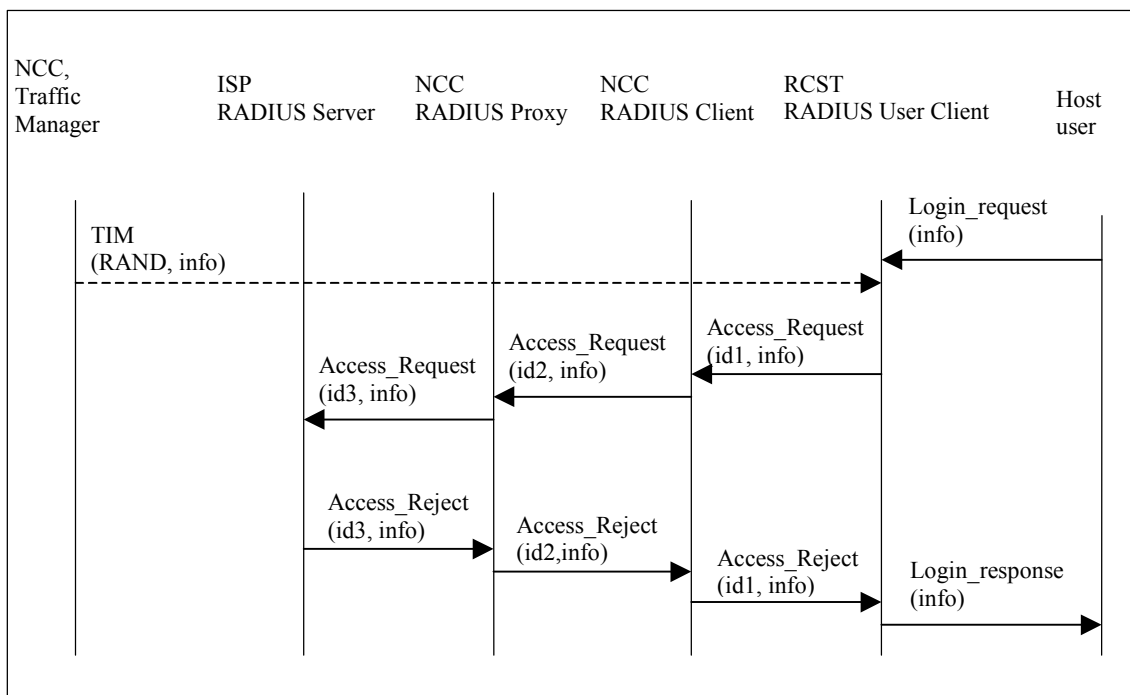 NCC,
Traffic
Manager
ISP
RADIUS Server
NCC
RADIUS Proxy
NCC
RADIUS Client
RCST
RADIUS User Client
Host
user
Login_request
(info)
TIM
(RAND, info)
Access_Request
(id1, info)
Access_Request
(id2, info)
Access_Request
(id3, info)
Access_Reject
(id3, info)
Access_Reject
(id2,info)
Access_Reject
(id1, info)
Login_response
(info)